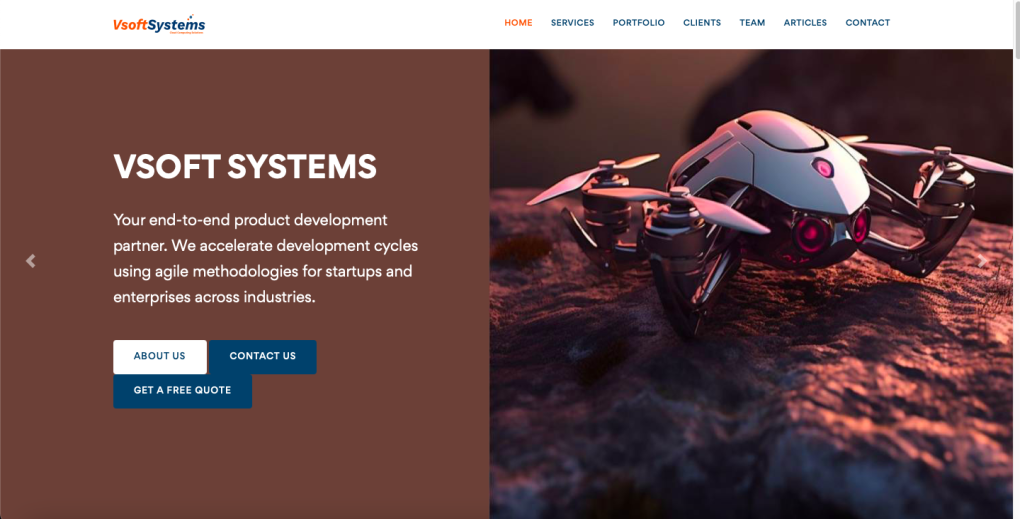 VsoftSystems
HOME SERVICES PORTFOLIO CLIENTS TEAM ARTICLES CONTACT
VSOFT SYSTEMS
Your end-to-end product development
partner. We accelerate development cycles
using agile methodologies for startups and
enterprises across industries.
ABOUT US CONTACT US
GET A FREE QUOTE